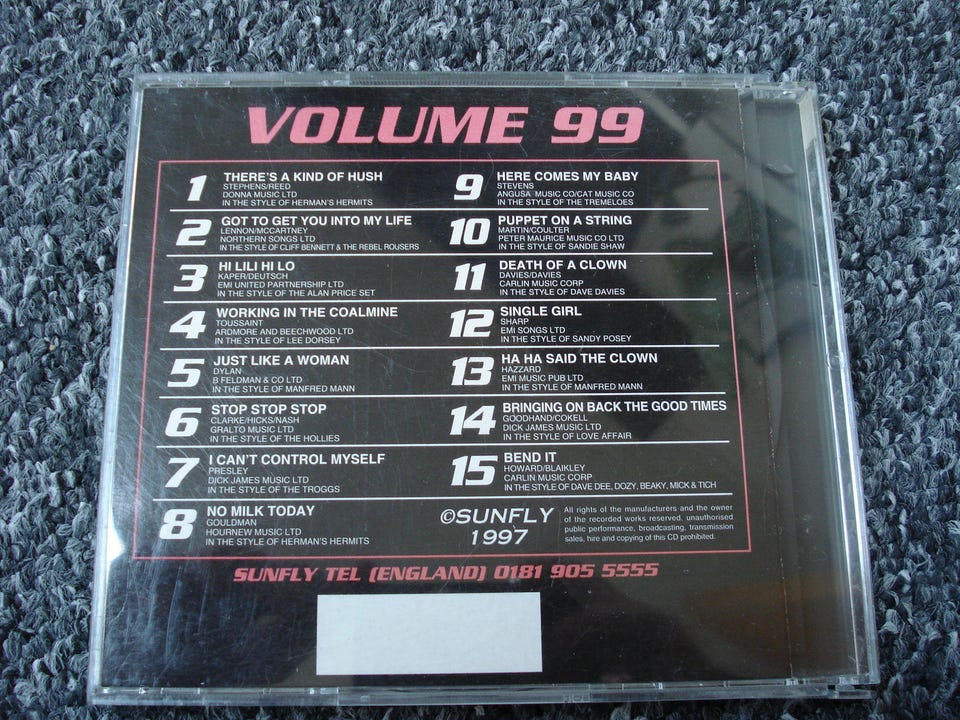 VOLUME 99
1 THERE'S A KIND OF HUSH
STEPHENS/REED
DONNA MUSIC LTD
IN THE STYLE OF HERMAN'S HERMITS
2 GOT TO GET YOU INTO MY LIFE
LENNON/MCCARTNEY
NORTHERN SONGS LTD
IN THE STYLE OF CLIFF BENNETT & THE REBEL ROUSERS
3 HI LILI HI LO
KAPER/DEUTSCH
EMI UNITED PARTNERSHIP LTD
IN THE STYLE OF THE ALAN PRICE SET
4 WORKING IN THE COALMINE
TOUSSAINT
ARDMORE AND BEECHWOOD LTD
IN THE STYLE OF LEE DORSEY
5 JUST LIKE A WOMAN
DYLAN
B FELDMAN & CO LTD
IN THE STYLE OF MANFRED MANN
6 STOP STOP STOP
CLARKE/HICKS/NASH
GRALTO MUSIC LTD
IN THE STYLE OF THE HOLLIES
7 I CAN'T CONTROL MYSELF
PRESLEY
DICK JAMES MUSIC LTD
IN THE STYLE OF THE TROGGS
8 NO MILK TODAY
GOULDMAN
HOURNEW MUSIC LTD
IN THE STYLE OF HERMAN'S HERMITS
9 HERE COMES MY BABY
STEVENS
ANGUSA MUSIC CO/CAT MUSIC CO
IN THE STYLE OF THE TREMELOES
10 PUPPET ON A STRING
MARTIN/COULTER
PETER MAURICE MUSIC CO LTD
IN THE STYLE OF SANDIE SHAW
11 DEATH OF A CLOWN
DAVIES/DAVIES
CARLIN MUSIC CORP
IN THE STYLE OF DAVE DAVIES
12 SINGLE GIRL
SHARP
EMI SONGS LTD
IN THE STYLE OF SANDY POSEY
13 HA HA SAID THE CLOWN
HAZZARD
EMI MUSIC PUB LTD
IN THE STYLE OF MANFRED MANN
14 BRINGING ON BACK THE GOOD TIMES
GOODHAND/COKELL
DICK JAMES MUSIC LTD
IN THE STYLE OF LOVE AFFAIR
15 BEND IT
HOWARD/BLAIKLEY
CARLIN MUSIC CORP
IN THE STYLE OF DAVE DEE, DOZY, BEAKY, MICK & TICH
©SUNFLY
1997
All rights of the manufacturers and the owner
of the recorded works reserved, unauthorised
public performance, broadcasting, transmission
sales, hire and copying of this CD prohibited.
SUNFLY TEL (ENGLAND) 0181 905 5555